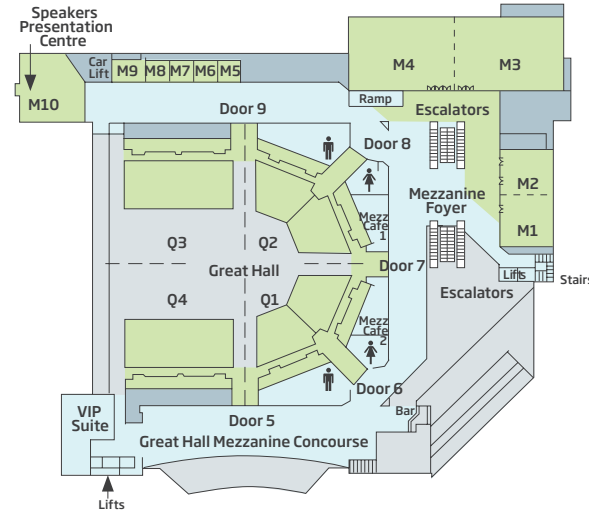 Speakers
Presentation
Centre
M10
Car
Lift
M9
M8
M7
M6
M5
M4
M3
Ramp
Escalators
Door 9
Door 8
M2
M1
Mezzanine
Foyer
Mezz
Cafe
1
Q3
Q2
Great Hall
Door 7
Lifts
Stairs
Q4
Q1
Escalators
Mezz
Cafe
2
Door 6
VIP
Suite
Door 5
Bar
Great Hall Mezzanine Concourse
Lifts